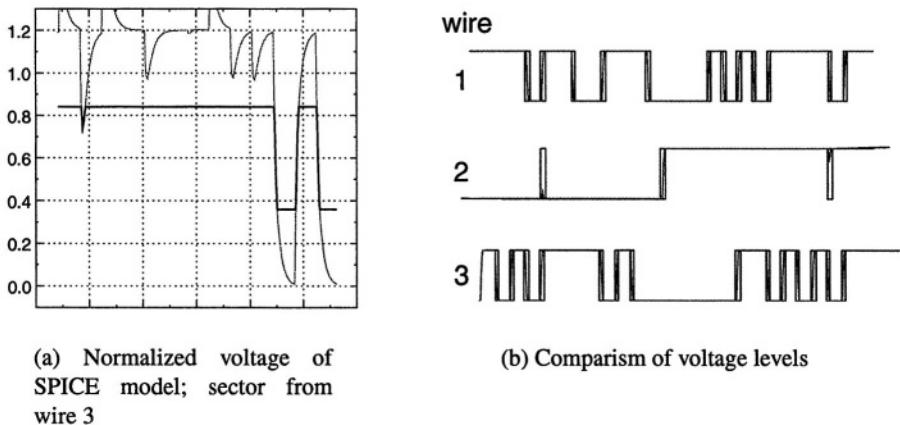 1.2
1.0
0.8
0.6
0.4
0.2
0.0
(a) Normalized voltage of
SPICE model; sector from
wire 3
wire
1
2
3
(b) Comparism of voltage levels